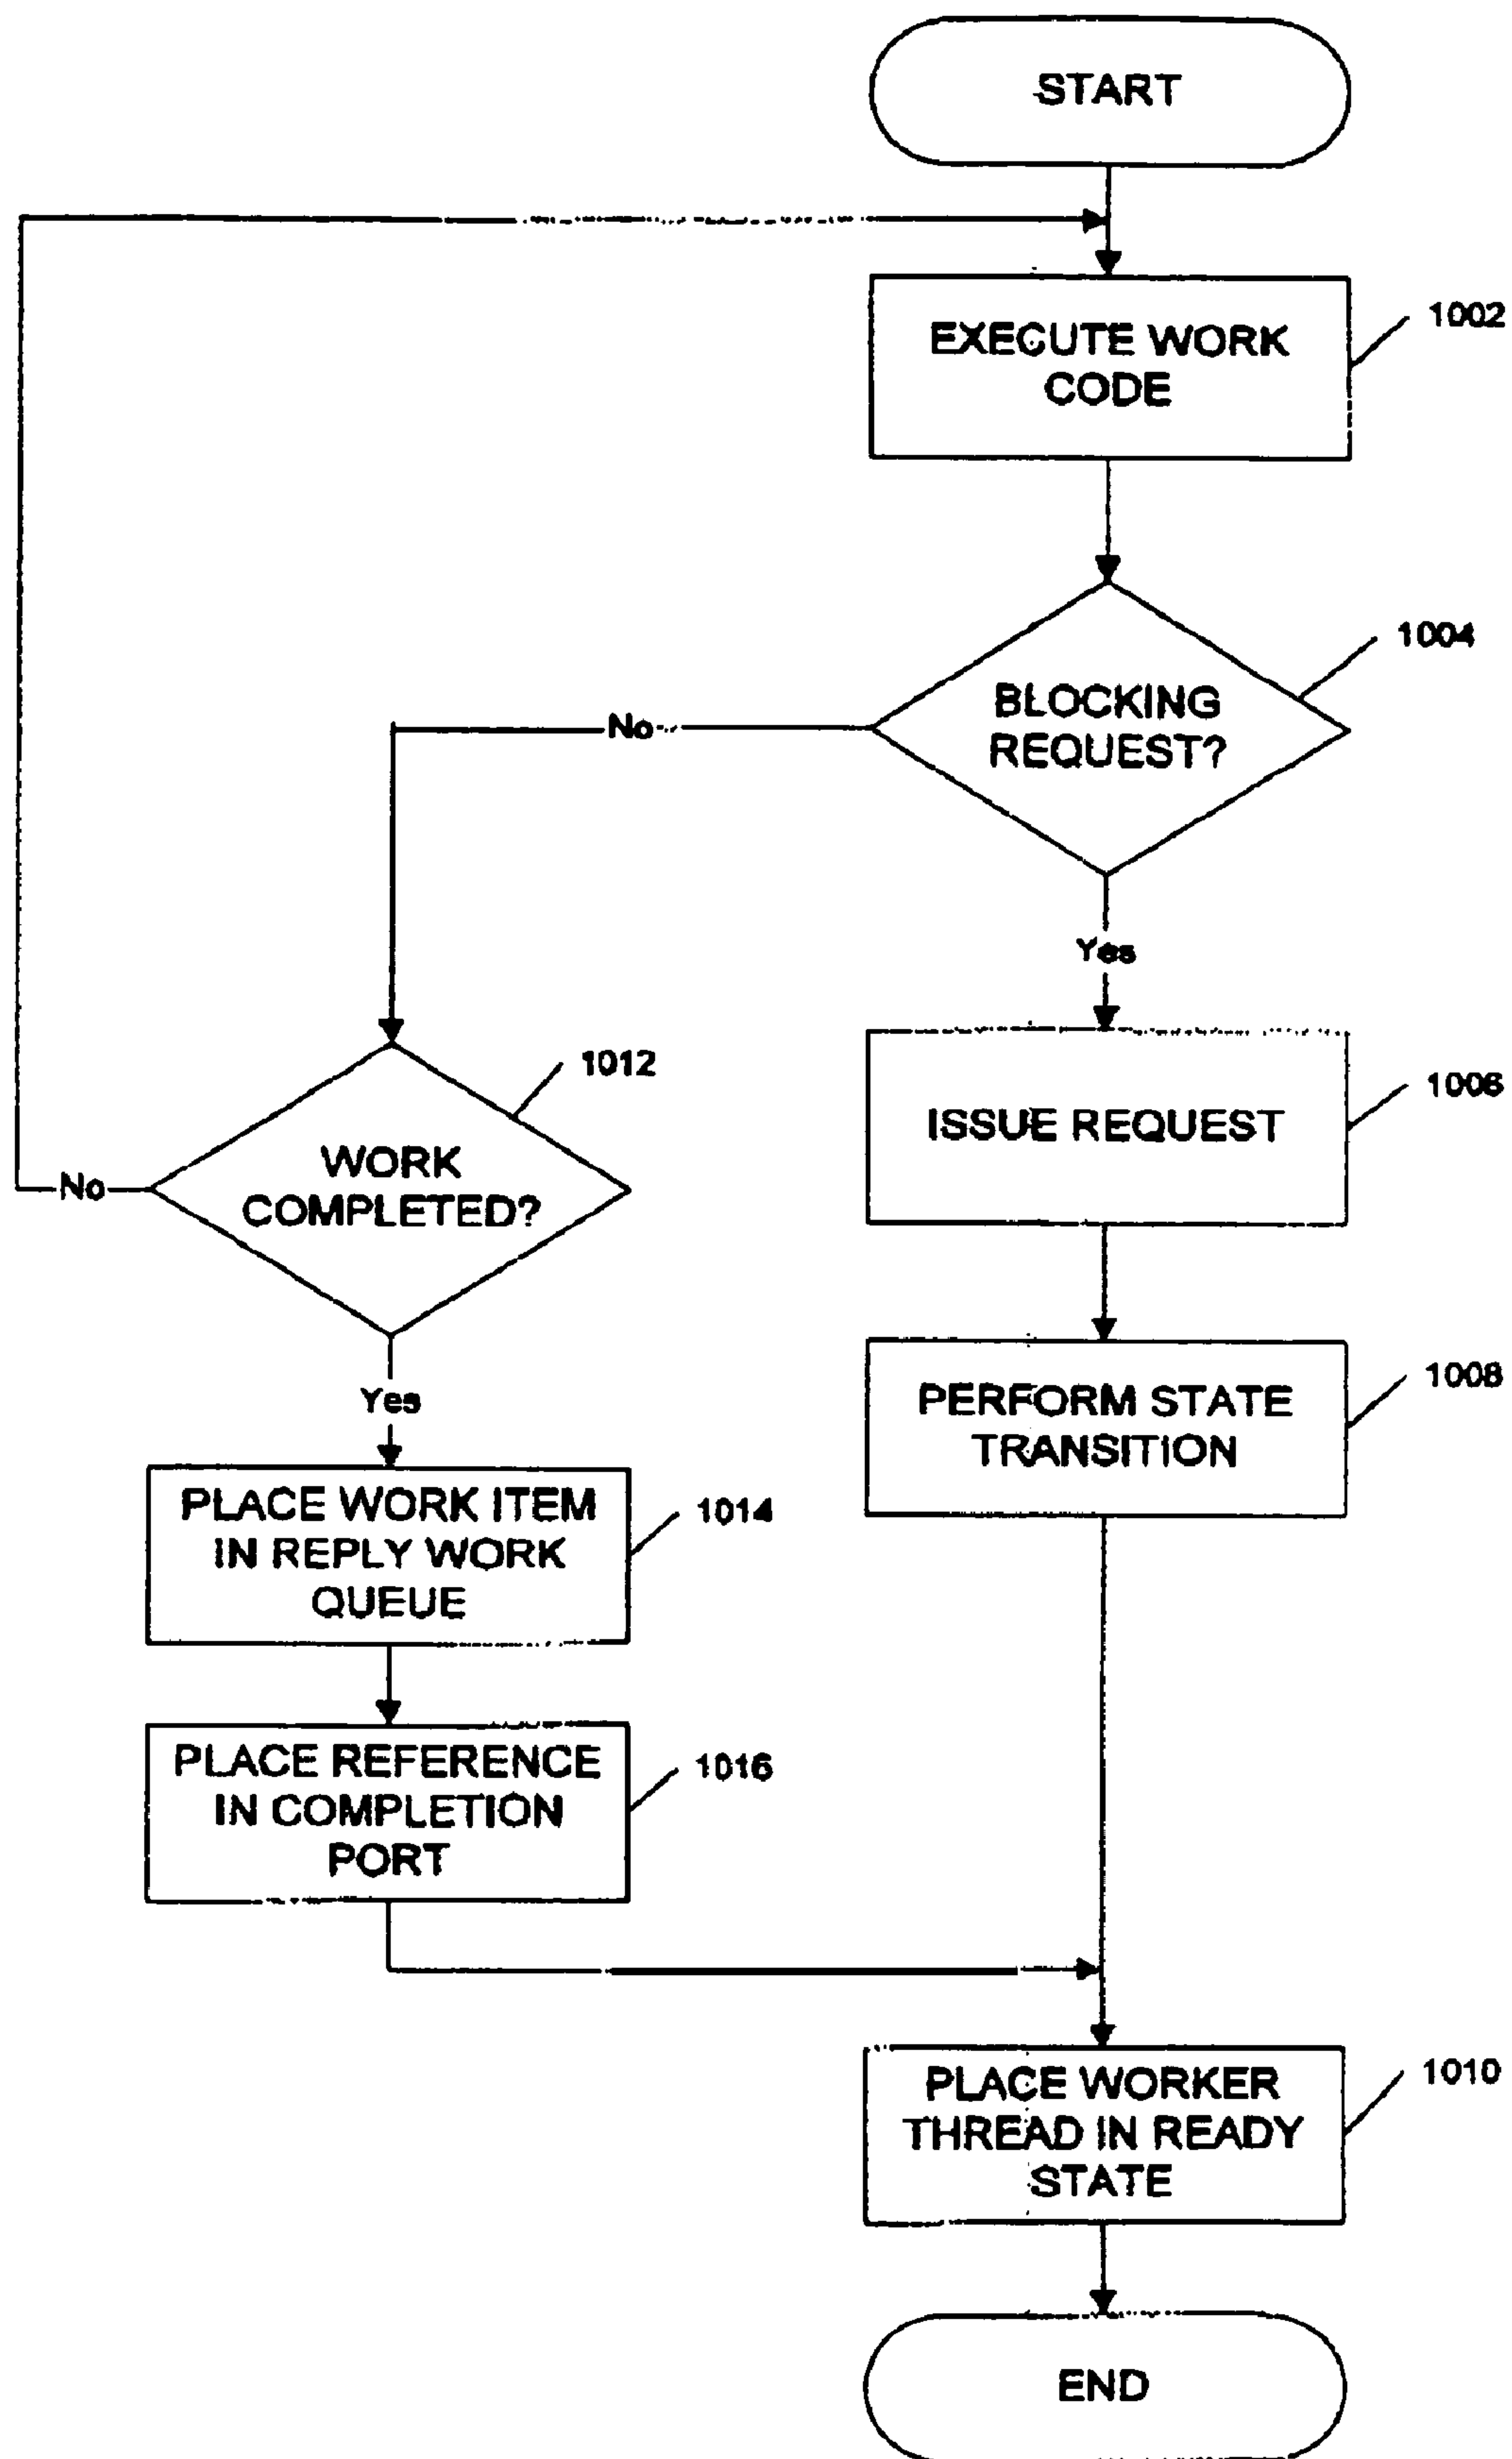 START
EXECUTE WORK
CODE
1002
BLOCKING
REQUEST?
1004
No
Yes
ISSUE REQUEST
1006
WORK
COMPLETED?
1012
No
Yes
PERFORM STATE
TRANSITION
1008
PLACE WORK ITEM
IN REPLY WORK
QUEUE
1014
PLACE REFERENCE
IN COMPLETION
PORT
1016
PLACE WORKER
THREAD IN READY
STATE
1010
END